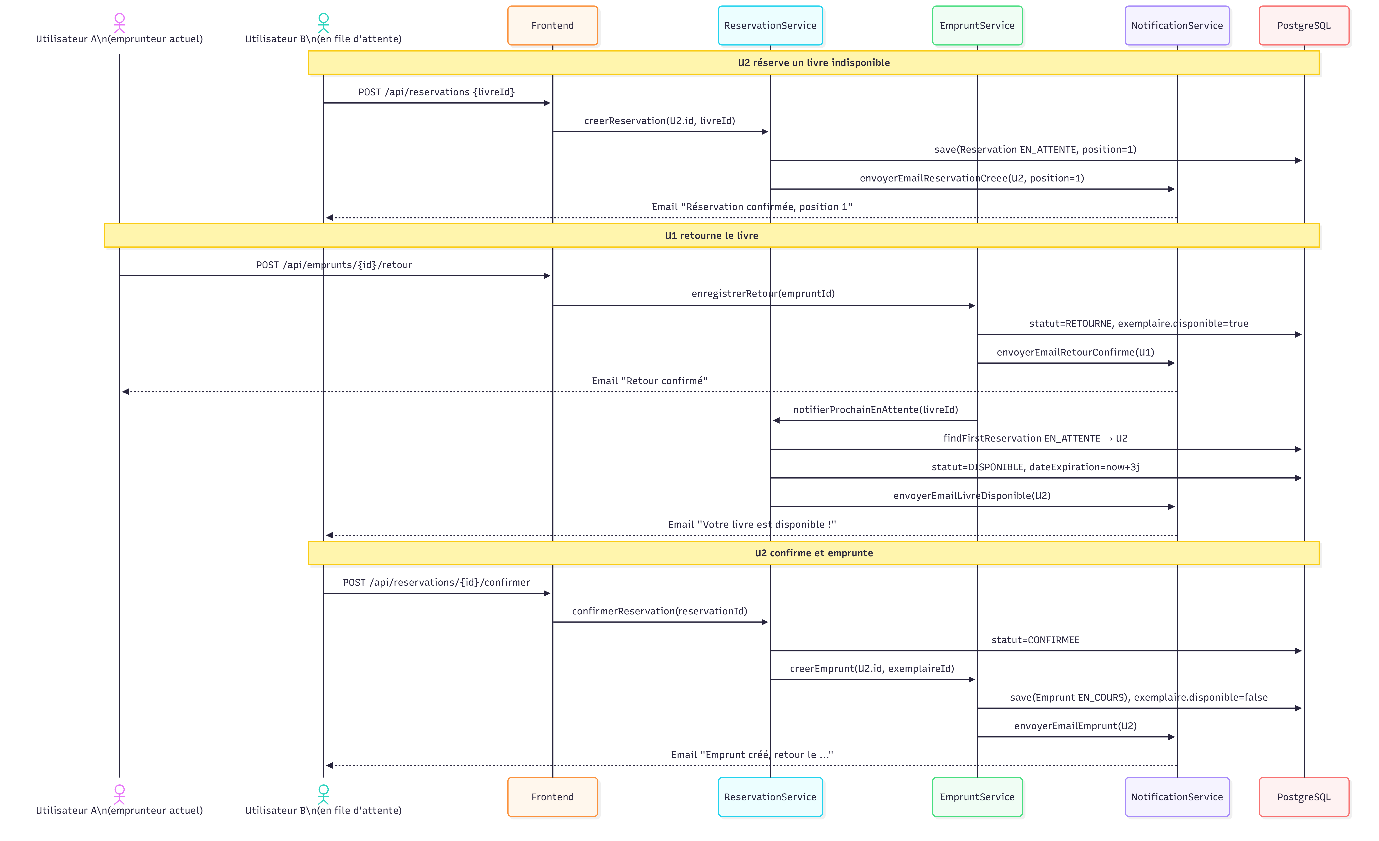 Utilisateur A\n(emprunteur actuel)
Utilisateur B\n(en file d'attente)
Frontend
ReservationService
EmpruntService
NotificationService
PostgreSQL
U2 réserve un livre indisponible
POST /api/reservations {livreId}
creerReservation(U2.id, livreId)
save(Reservation EN_ATTENTE, position=1)
envoyerEmailReservationCreee(U2, position=1)
Email "Réservation confirmée, position 1"
U1 retourne le livre
POST /api/emprunts/{id}/retour
enregistrerRetour(empruntId)
statut=RETOURNE, exemplaire.disponible=true
envoyerEmailRetourConfirme(U1)
Email "Retour confirmé"
notifierProchainEnAttente(livreId)
findFirstReservation EN_ATTENTE → U2
statut=DISPONIBLE, dateExpiration=now+3j
envoyerEmailLivreDisponible(U2)
Email "Votre livre est disponible !"
U2 confirme et emprunte
POST /api/reservations/{id}/confirmer
confirmerReservation(reservationId)
statut=CONFIRMEE
creerEmprunt(U2.id, exemplaireId)
save(Emprunt EN_COURS), exemplaire.disponible=false
envoyerEmailEmprunt(U2)
Email "Emprunt créé, retour le ..."
Utilisateur A\n(emprunteur actuel)
Utilisateur B\n(en file d'attente)
Frontend
ReservationService
EmpruntService
NotificationService
PostgreSQL